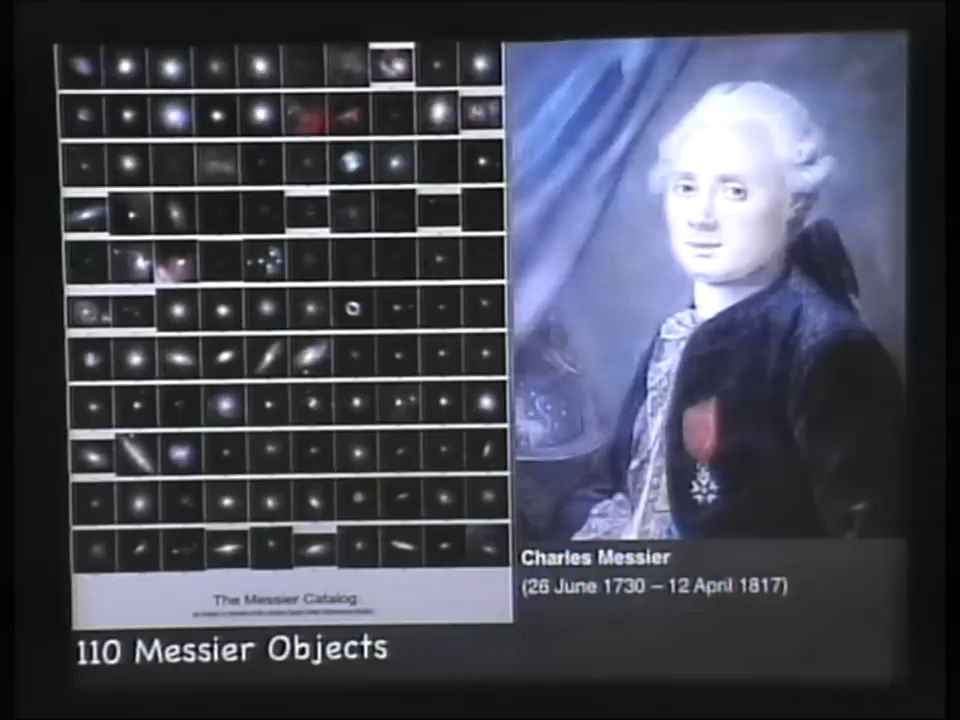 The Messier Catalog
110 Messier Objects
Charles Messier
(26 June 1730 – 12 April 1817)